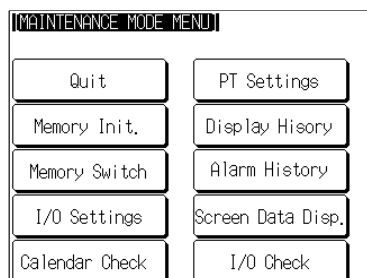 [MAINTENANCE MODE MENU]
Quit
PT Settings
Memory Init.
Display Hisory
Memory Switch
Alarm History
I/O Settings
Screen Data Disp.
Calendar Check
I/O Check